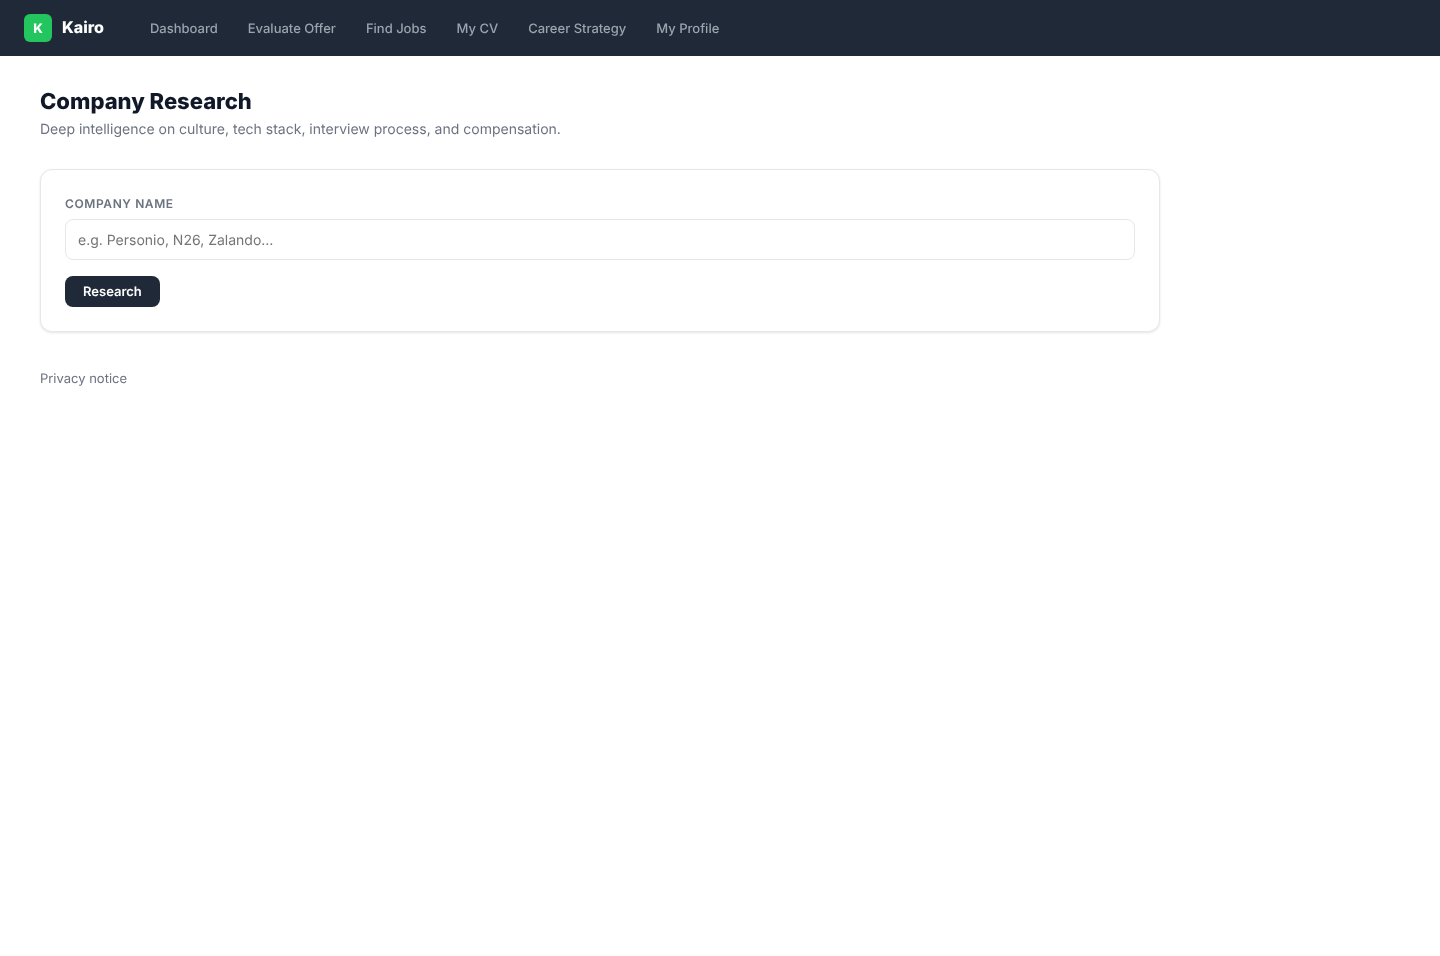 K Kairo Dashboard Evaluate Offer Find Jobs My CV Career Strategy My Profile
Company Research
Deep intelligence on culture, tech stack, interview process, and compensation.
COMPANY NAME
e.g. Personio, N26, Zalando...
Research
Privacy notice